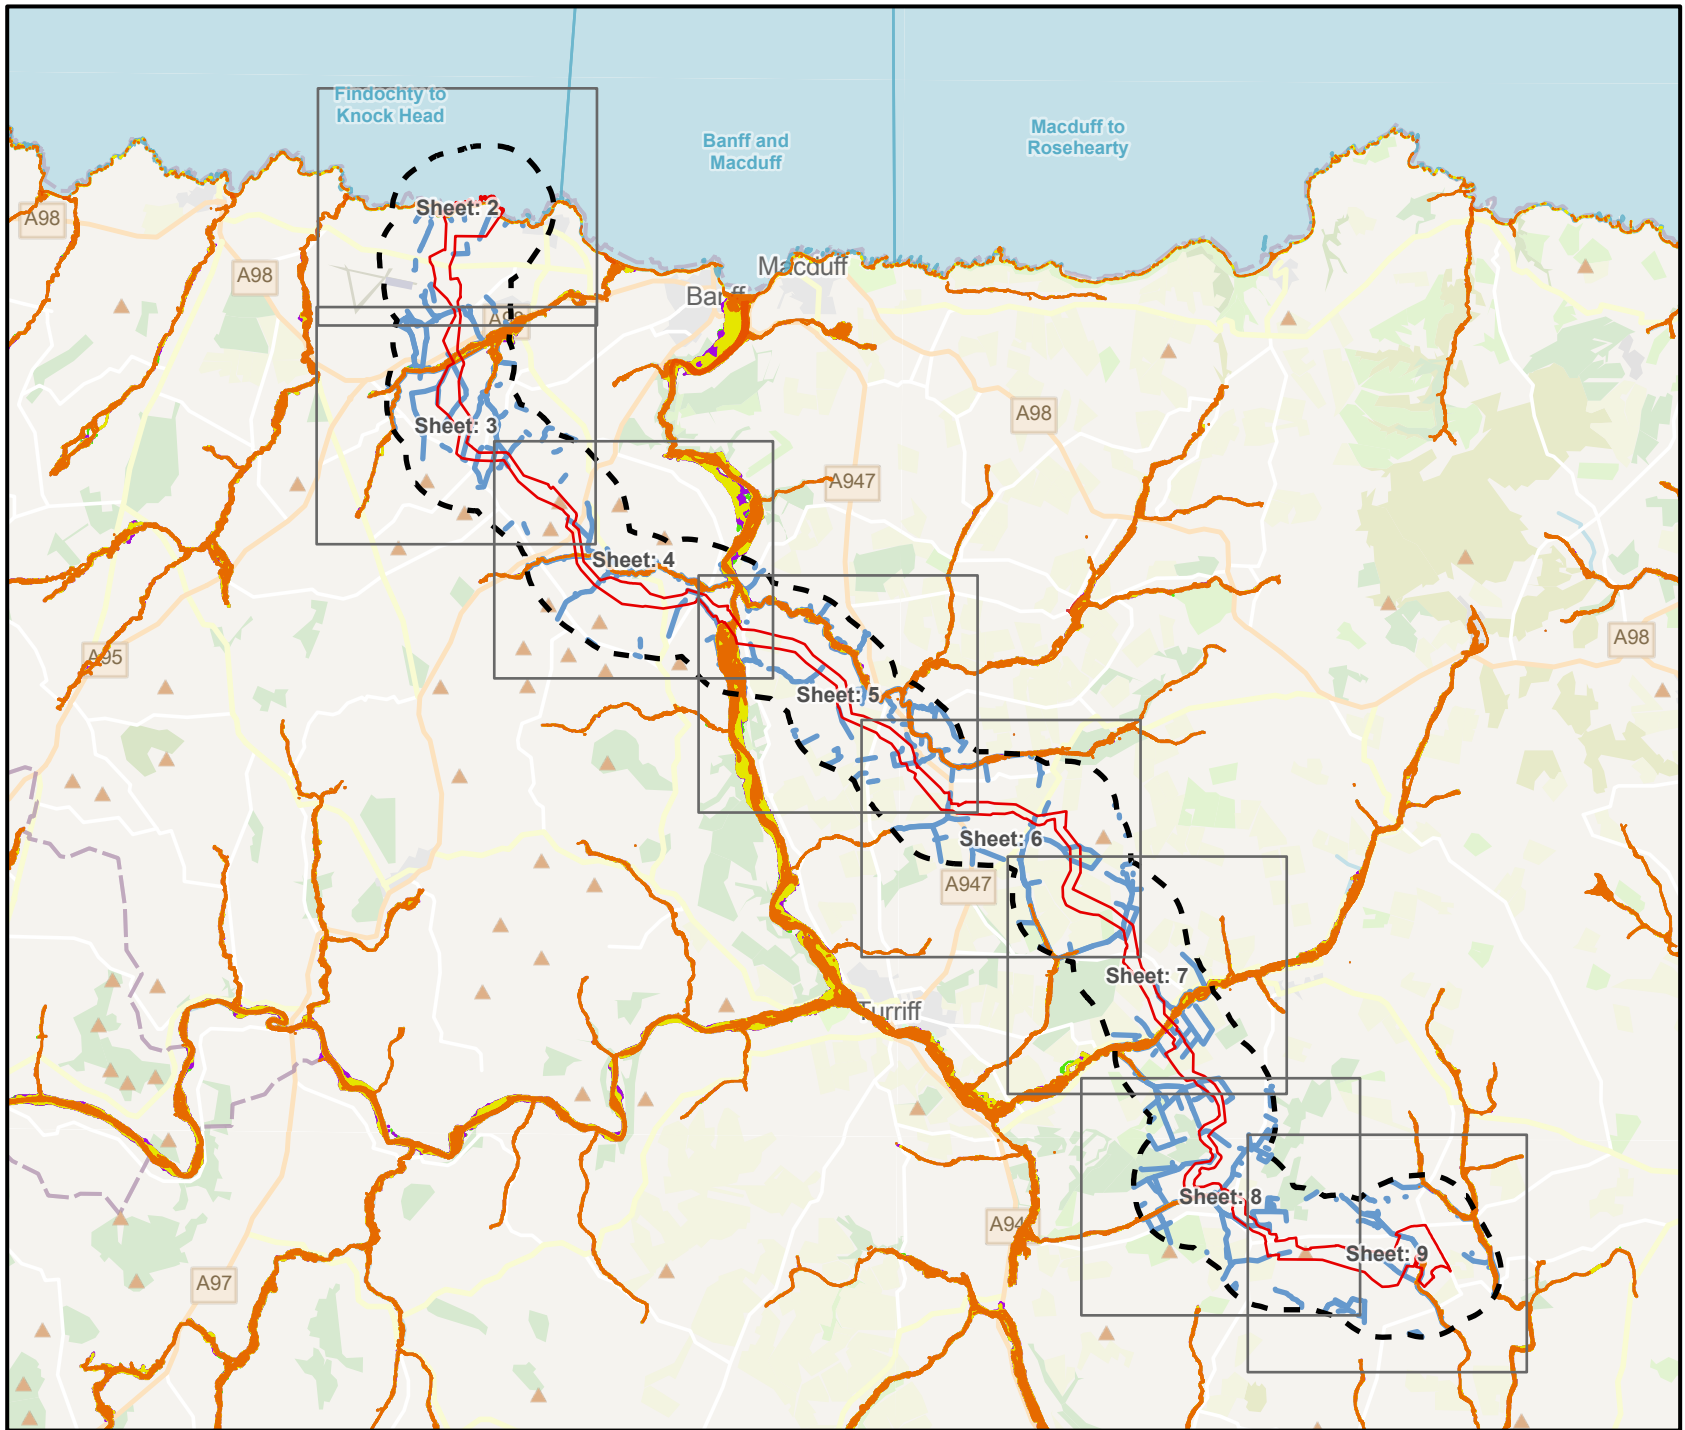 Findochty to
Knock Head
Banff and
Macduff
Macduff to
Rosehearty
Sheet: 2
A98
A98
Macduff
Banff
A98
Sheet: 3
A947
Sheet: 4
A98
A95
Sheet: 5
Sheet: 6
A947
Sheet: 7
Turriff
Sheet: 8
A94
Sheet: 9
A97